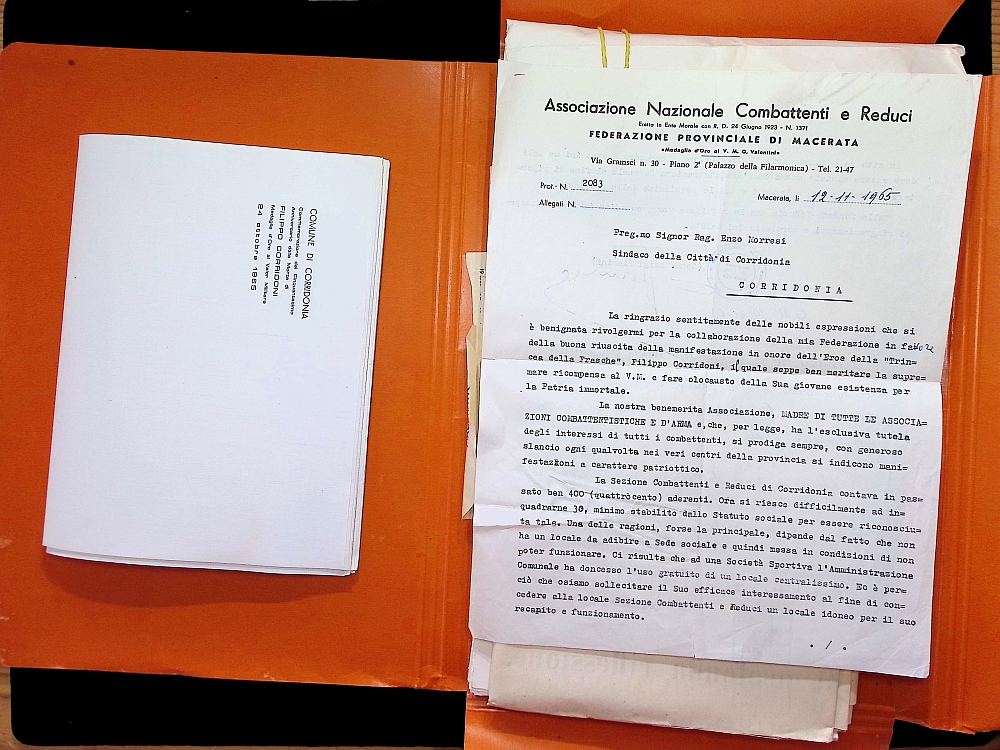 COMUNE DI CORRIDONIA
Commemorazione del Cinquantesimo
Anniversario della Morte di
FILIPPO CORRIDONI
Medaglia d'Oro al Valor Militare
24 ottobre 1965
Associazione Nazionale Combattenti e Reduci
Eretta in Ente Morale con R. D. 24 Giugno 1923 - N. 1371
FEDERAZIONE PROVINCIALE DI MACERATA
«Medaglia d'Oro al V. M. G. Valentini»
Via Gramsci n. 30 - Piano 2° (Palazzo della Filarmonica) - Tel. 21-47
Prot. N. 2083
Macerata, li 12-11-1965
Allegati N.
Preg.mo Signor Rag. Enzo Morresi
Sindaco della Città di Corridonia
CORRIDONIA
La ringrazio sentitamente delle nobili espressioni che si
è benignata rivolgermi per la collaborazione della mia Federazione in favore
della buona riuscita della manifestazione in onore dell'Eroe della "Trin=
cea della Frasche", Filippo Corridoni, il quale seppe ben meritare la supre=
mare ricompensa al V.M. e fare olocausto della Sua giovane esistenza per
la Patria immortale.
La nostra benemerita Associazione, MADRE DI TUTTE LE ASSOCIA=
ZIONI COMBATTENTISTICHE E D'ARMA e,che, per legge, ha l'esclusiva tutela
degli interessi di tutti i combattenti, si prodiga sempre, con generoso
slancio ogni qualvolta nei veri centri della provincia si indicono mani=
festazioni a carattere patriottico.
La Sezione Combattenti e Reduci di Corridonia contava in pas=
sato ben 400 (quattrocento) aderenti. Ora si riesce difficilmente ad in=
quadrarne 30, minimo stabilito dallo Statuto sociale per essere riconosciu=
ta tale. Una delle ragioni, forse la principale, dipende dal fatto che non
ha un locale da adibire a Sede sociale e quindi messa in condizioni di non
poter funzionare. Ci risulta che ad una Società Sportiva l'Amministrazione
Comunale ha doncesso l'uso gratuito di un locale centralissimo. Ec è per=
ciò che osiamo sollecitare il Suo efficace interessamento al fine di con=
cedere alla locale Sezione Combattenti e Reduci un locale idoneo per il suo
recapito e funzionamento.
. / .